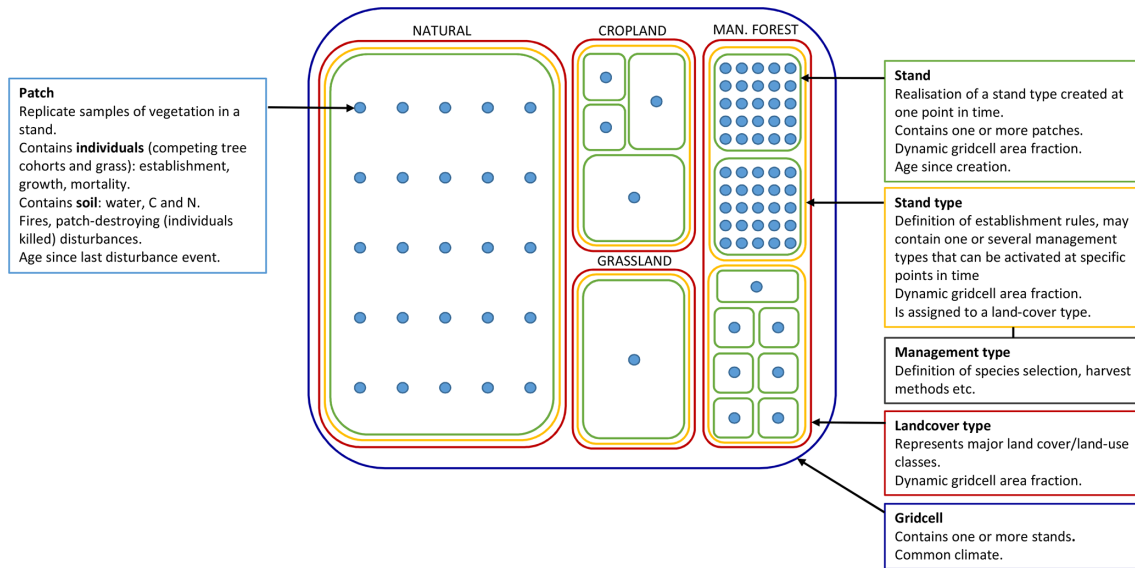 NATURAL
CROPLAND
MAN. FOREST
GRASSLAND
Patch
Replicate samples of vegetation in a
stand.
Contains individuals (competing tree
cohorts and grass): establishment,
growth, mortality.
Contains soil: water, C and N.
Fires, patch-destroying (individuals
killed) disturbances.
Age since last disturbance event.
Stand
Realisation of a stand type created at
one point in time.
Contains one or more patches.
Dynamic gridcell area fraction.
Age since creation.
Stand type
Definition of establishment rules, may
contain one or several management
types that can be activated at specific
points in time
Dynamic gridcell area fraction.
Is assigned to a land-cover type.
Management type
Definition of species selection, harvest
methods etc.
Landcover type
Represents major land cover/land-use
classes.
Dynamic gridcell area fraction.
Gridcell
Contains one or more stands.
Common climate.